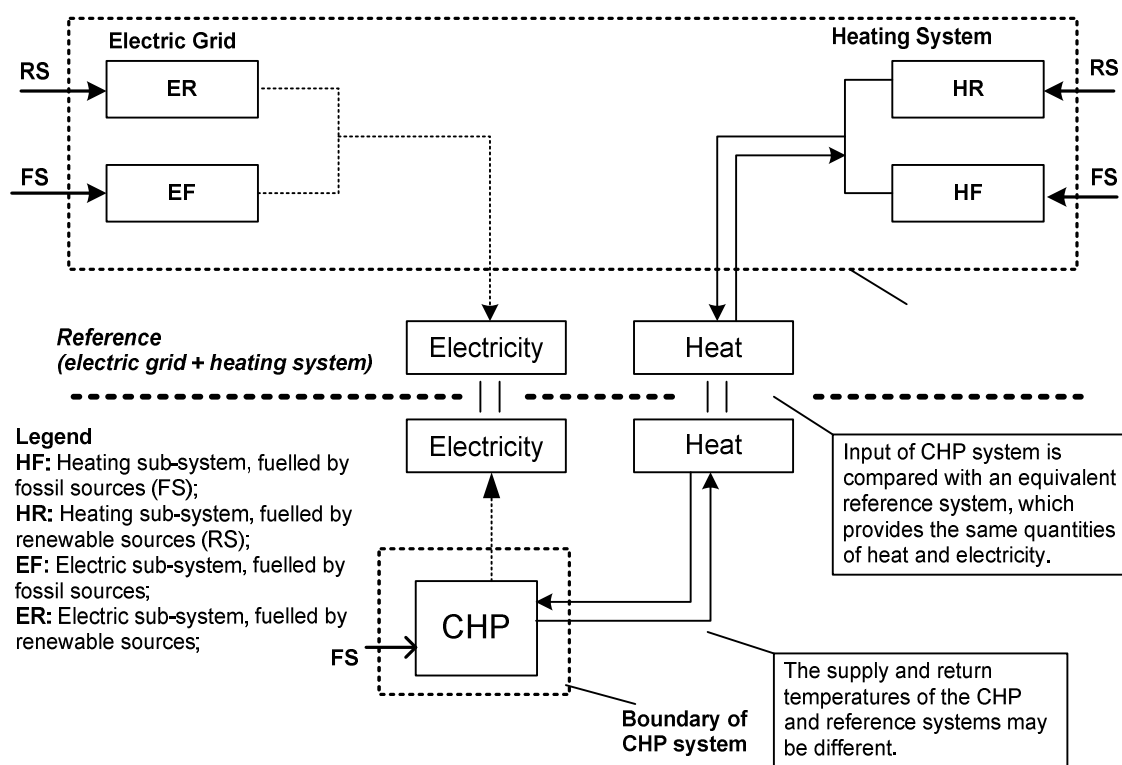 Electric Grid
Heating System
RS
ER
HR
RS
FS
EF
HF
FS
Reference
(electric grid + heating system)
Electricity
Heat
Electricity
Heat
Legend
HF: Heating sub-system, fuelled by
fossil sources (FS);
HR: Heating sub-system, fuelled by
renewable sources (RS);
EF: Electric sub-system, fuelled by
fossil sources;
ER: Electric sub-system, fuelled by
renewable sources;
Input of CHP system is
compared with an equivalent
reference system, which
provides the same quantities
of heat and electricity.
CHP
FS
Boundary of
CHP system
The supply and return
temperatures of the CHP
and reference systems may
be different.